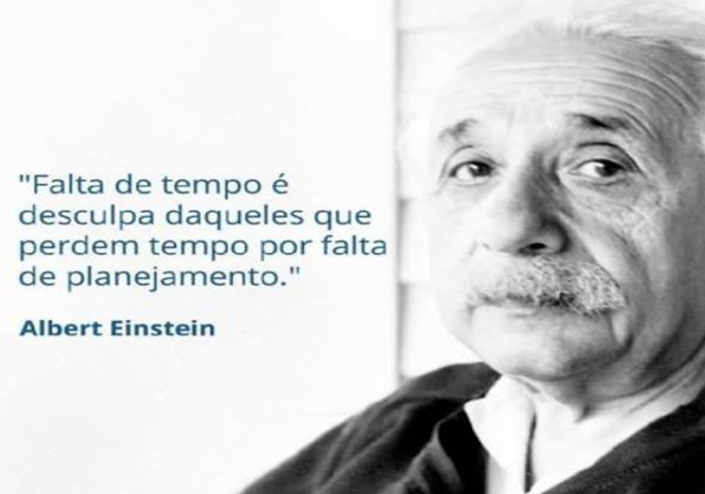 "Falta de tempo é
desculpa daqueles que
perdem tempo por falta
de planejamento."
Albert Einstein